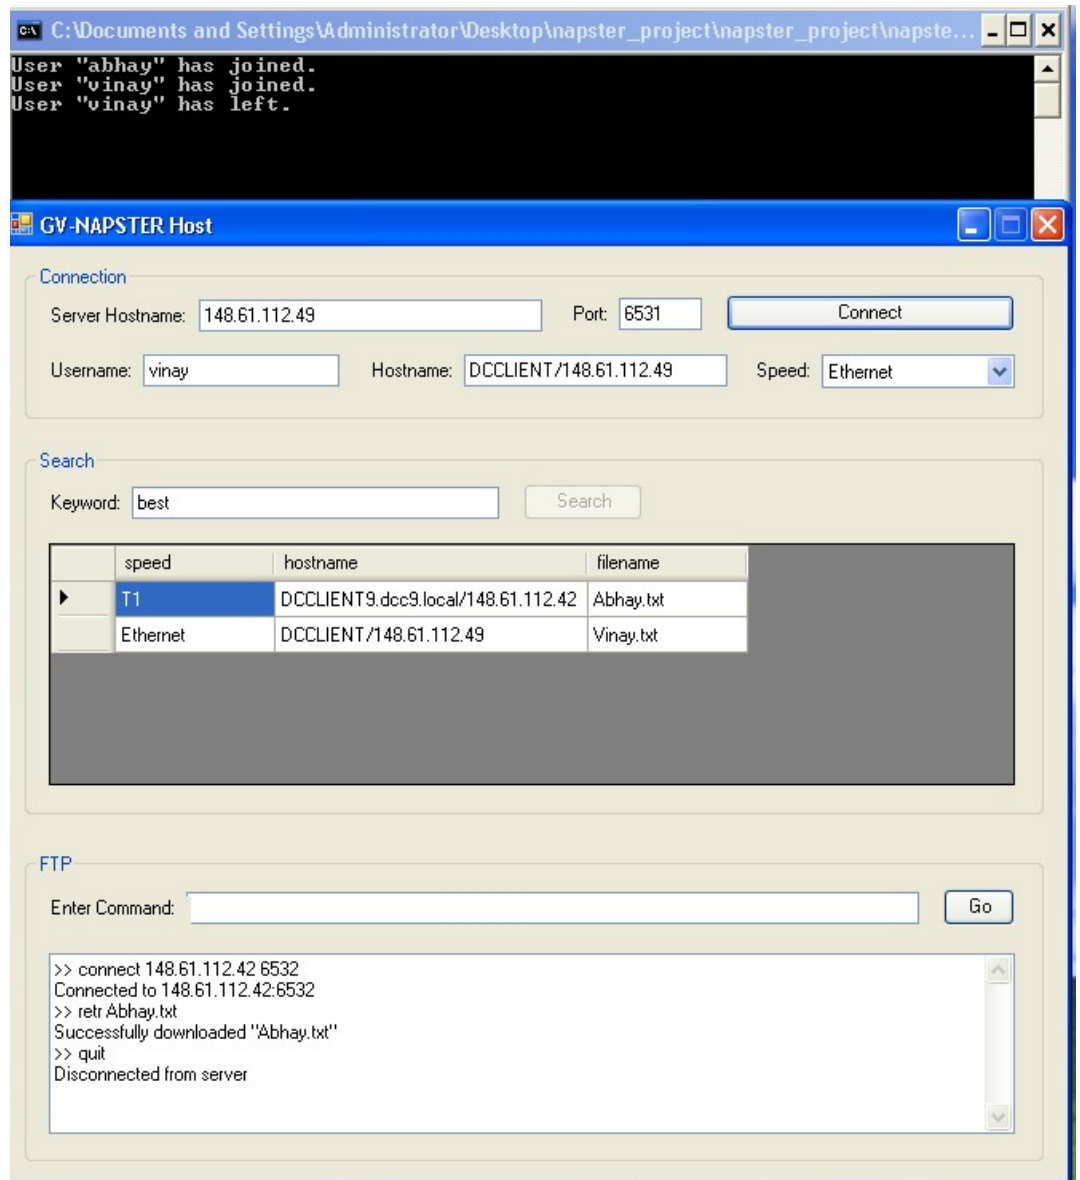 C:\Documents and Settings\Administrator\Desktop\napster_project\napster_project\napste...
User "abhay" has joined.
User "vinay" has joined.
User "vinay" has left.
GV-NAPSTER Host
Connection
Server Hostname: 148.61.112.49 Port: 6531 Connect
Username: vinay Hostname: DCCLIENT/148.61.112.49 Speed: Ethernet
Search
Keyword: best Search
speed hostname filename
T1 DCCLIENT9.dcc9.local/148.61.112.42 Abhay.txt
Ethernet DCCLIENT/148.61.112.49 Vinay.txt
FTP
Enter Command: Go
>> connect 148.61.112.42 6532
Connected to 148.61.112.42:6532
>> retr Abhay.txt
Successfully downloaded "Abhay.txt"
>> quit
Disconnected from server